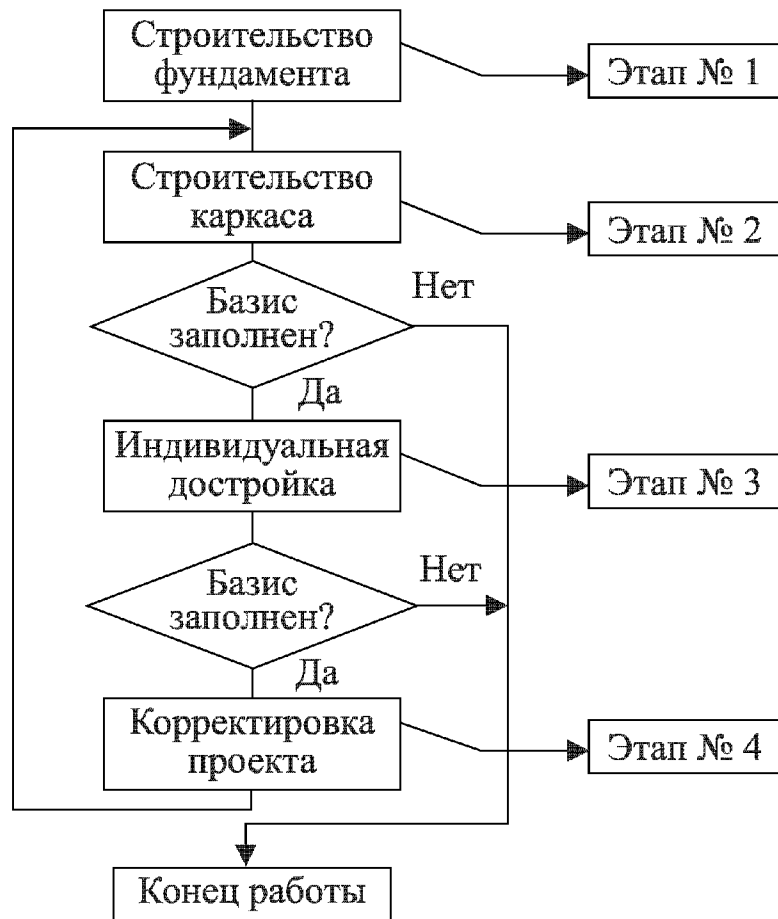 Строительство
фундамента
Этап № 1
Строительство
каркаса
Этап № 2
Базис
заполнен?
Нет
Да
Индивидуальная
достройка
Этап № 3
Базис
заполнен?
Нет
Да
Корректировка
проекта
Этап № 4
Конец работы